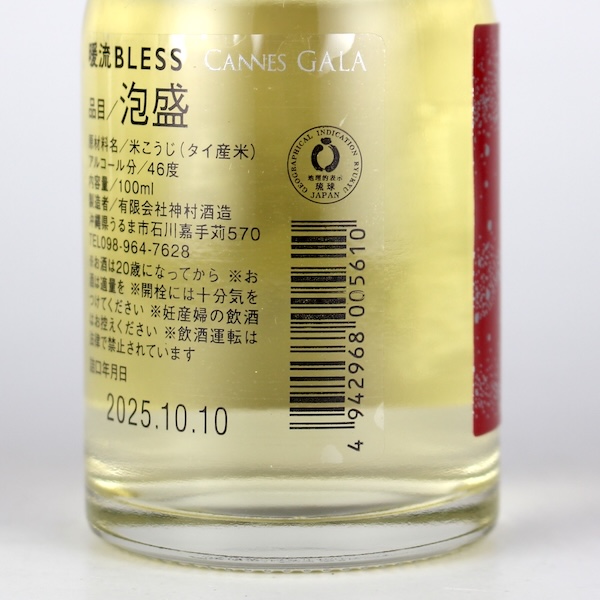 暖流BLESS CANNES GALA
品目/泡盛
原材料名/米こうじ(タイ産米)
アルコール分/46度
内容量/100ml
製造者/有限会社神村酒造
沖縄県うるま市石川嘉手苅570
TEL098-964-7628
※お酒は20歳になってから ※お
酒は適量を ※開栓には十分気を
つけてください ※妊産婦の飲酒
はお控えください ※飲酒運転は
法律で禁止されています
詰口年月日
2025.10.10
GEOGRAPHICAL INDICATION RYUKYU
地理的表示
琉球
JAPAN
4942968005610